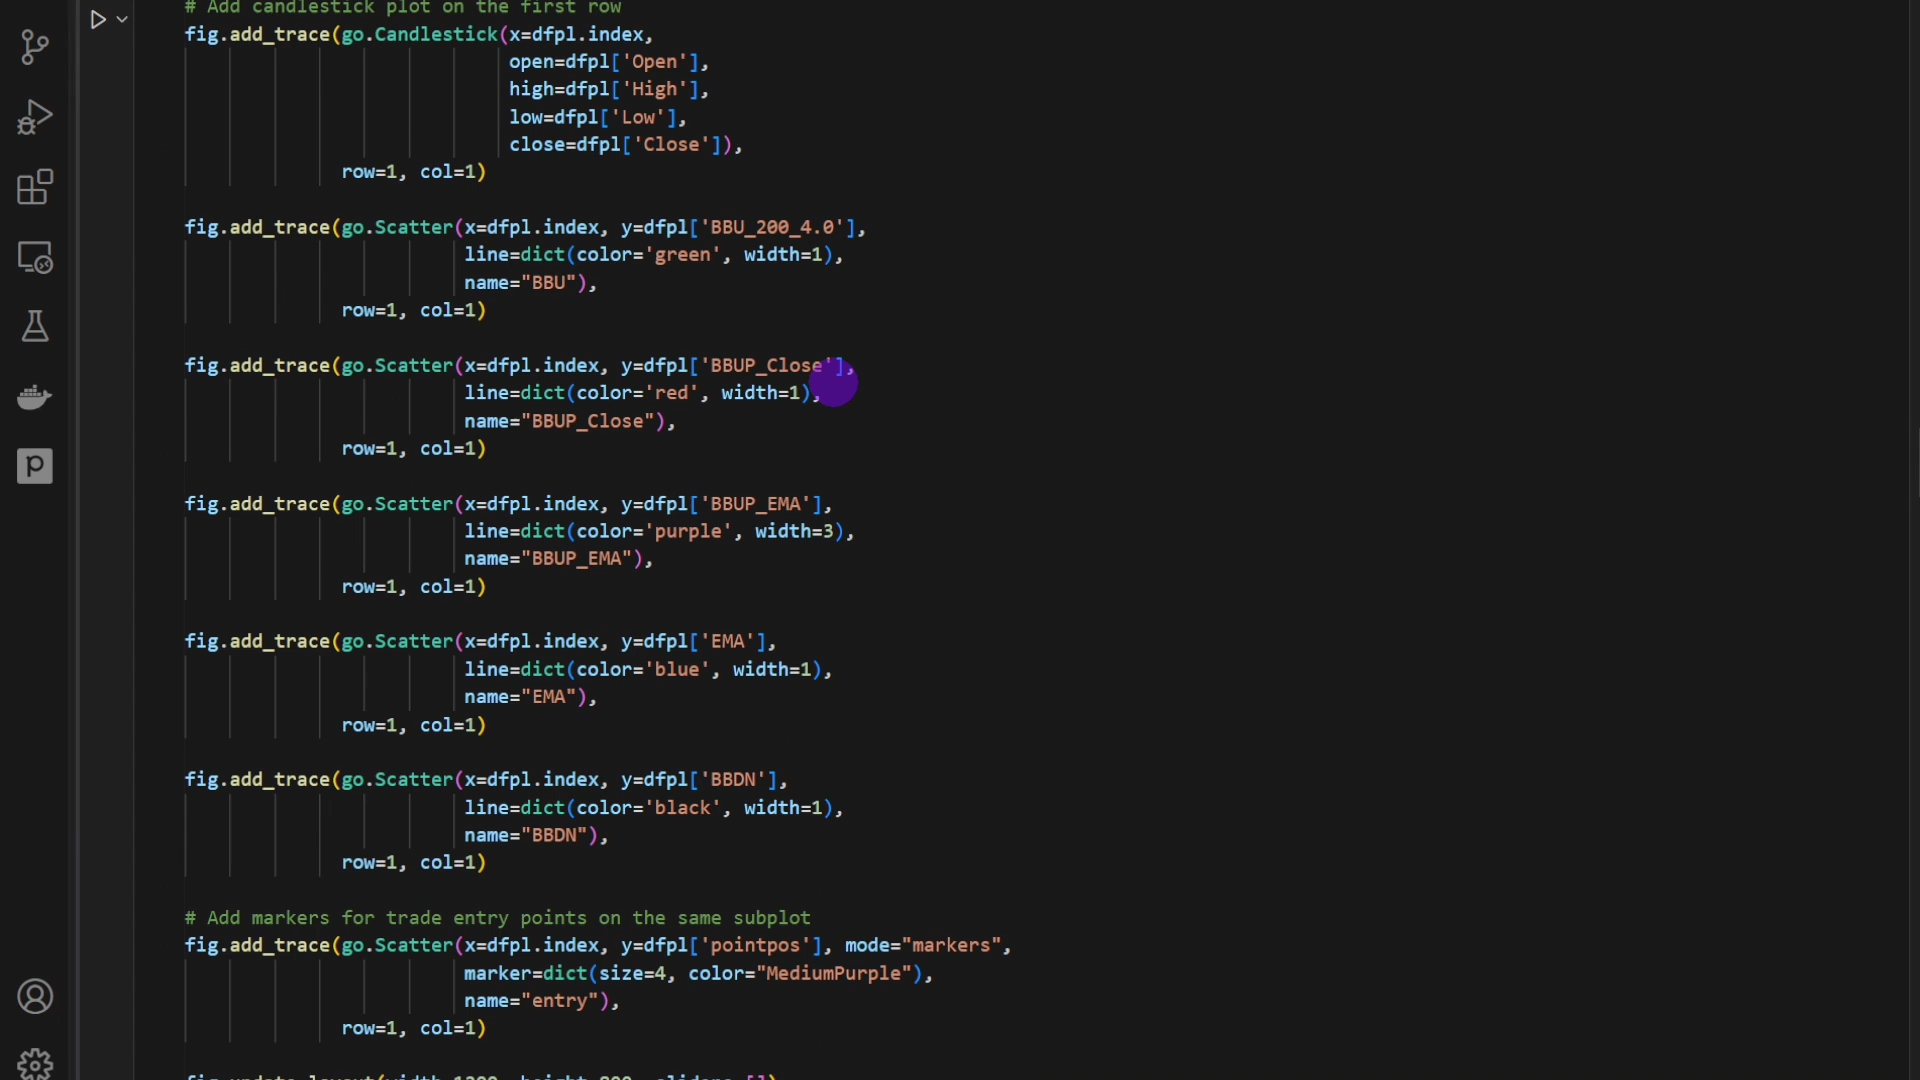 # Add candlestick plot on the first row
fig.add_trace(go.Candlestick(x=dfpl.index,
open=dfpl['Open'],
high=dfpl['High'],
low=dfpl['Low'],
close=dfpl['Close']),
row=1, col=1)
fig.add_trace(go.Scatter(x=dfpl.index, y=dfpl['BBU_200_4.0'],
line=dict(color='green', width=1),
name="BBU"),
row=1, col=1)
fig.add_trace(go.Scatter(x=dfpl.index, y=dfpl['BBUP_Close'],
line=dict(color='red', width=1),
name="BBUP_Close"),
row=1, col=1)
fig.add_trace(go.Scatter(x=dfpl.index, y=dfpl['BBUP_EMA'],
line=dict(color='purple', width=3),
name="BBUP_EMA"),
row=1, col=1)
fig.add_trace(go.Scatter(x=dfpl.index, y=dfpl['EMA'],
line=dict(color='blue', width=1),
name="EMA"),
row=1, col=1)
fig.add_trace(go.Scatter(x=dfpl.index, y=dfpl['BBDN'],
line=dict(color='black', width=1),
name="BBDN"),
row=1, col=1)
# Add markers for trade entry points on the same subplot
fig.add_trace(go.Scatter(x=dfpl.index, y=dfpl['pointpos'], mode="markers",
marker=dict(size=4, color="MediumPurple"),
name="entry"),
row=1, col=1)